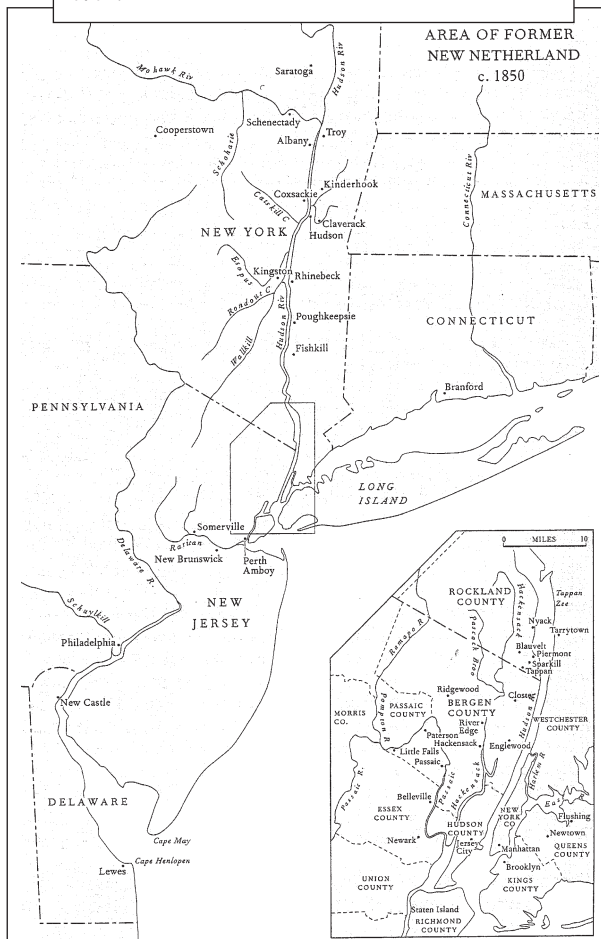 AREA OF FORMER
NEW NETHERLAND
c. 1850
Mohawk Riv
Saratoga
Hudson Riv
Schenectady
Troy
Cooperstown
Albany
Schoharie
Connecticut Riv
Kinderhook
Coxsackie
MASSACHUSETTS
Catskill C
Claverack
NEW YORK
Hudson
Esopus
Kingston
Rhinebeck
Rondout C
Hudson Riv
Poughkeepsie
CONNECTICUT
Wallkill
Fishkill
Branford
PENNSYLVANIA
LONG
ISLAND
Somerville
Raritan
New Brunswick
Perth
Amboy
Delaware R.
NEW
JERSEY
Schuylkill
Philadelphia
New Castle
DELAWARE
Cape May
Cape Henlopen
Lewes
0 MILES 10
ROCKLAND
COUNTY
Hackensack
Tappan
Zee
Nyack
Tarrytown
Ramapo R
Pascack Broo
Blauvelt
Piermont
Sparkill
Tappan
Ridgewood
Closter
MORRIS
CO.
Pompton R
PASSAIC
COUNTY
BERGEN
COUNTY
Hudson R
WESTCHESTER
COUNTY
River
Edge
Paterson
Hackensack
Englewood
Little Falls
Passaic
Harlem R
Passaic R.
Passaic
Hackensack
Belleville
ESSEX
COUNTY
NEW
YORK
CO
HUDSON
COUNTY
Flushing
Newark
Jersey
City
Newtown
Manhattan
QUEENS
COUNTY
Brooklyn
UNION
COUNTY
KINGS
COUNTY
Staten Island
RICHMOND
COUNTY